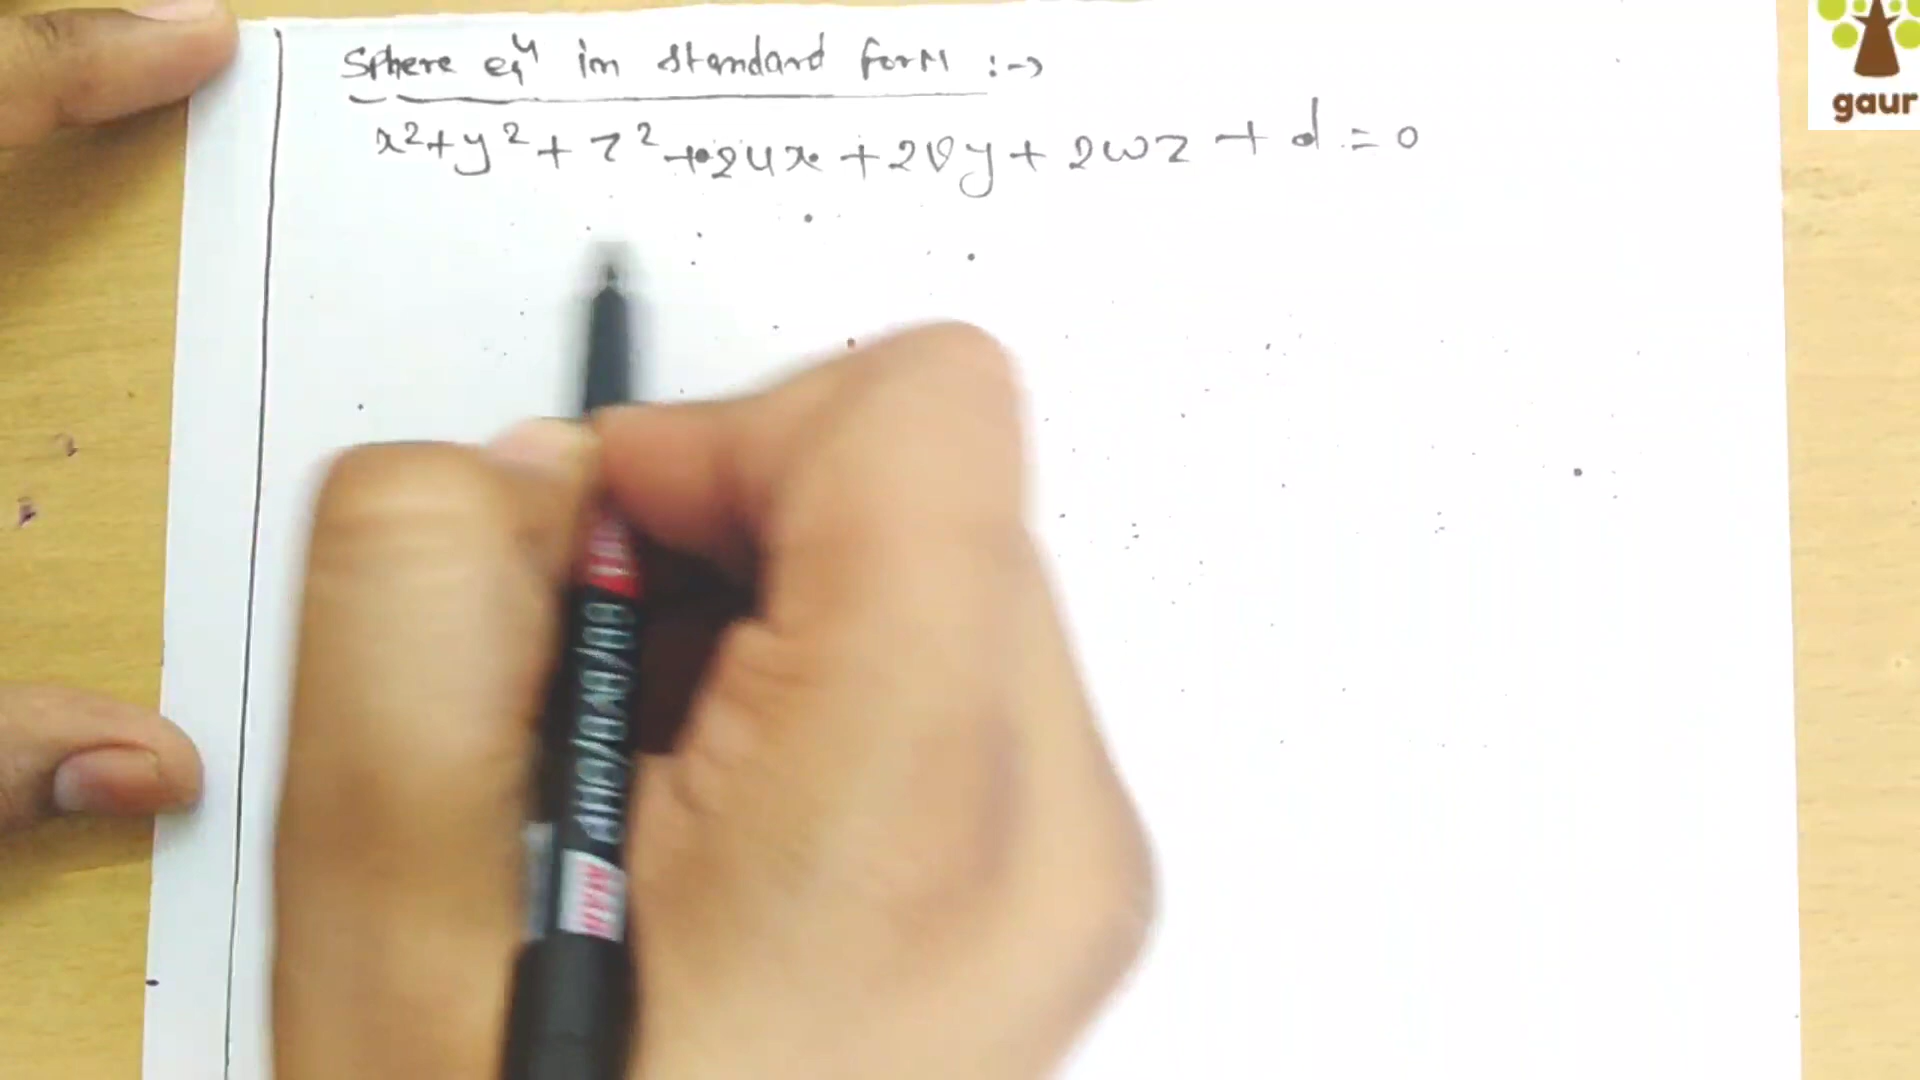 Sphere eqⁿ in standard form :→
x²+y²+z²+2ux+2vy+2wz+d=0
gaur